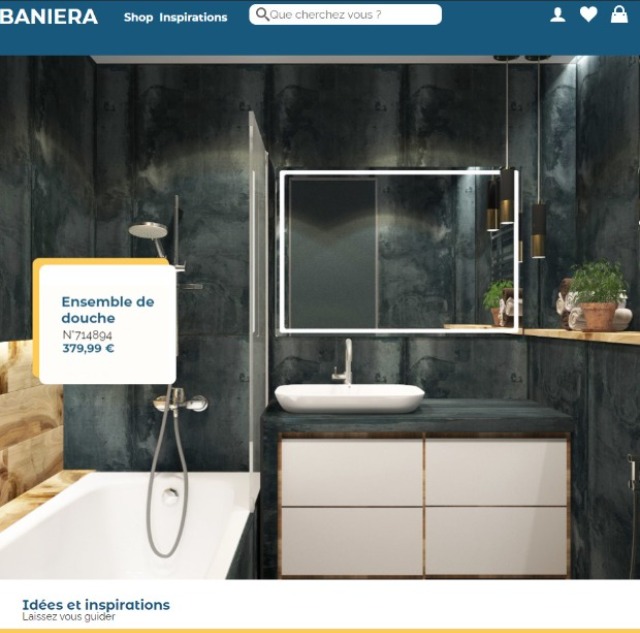 BANIERA Shop Inspirations Que cherchez vous ?
Ensemble de
douche
N°714894
379,99 €
Idées et inspirations
Laissez vous guider